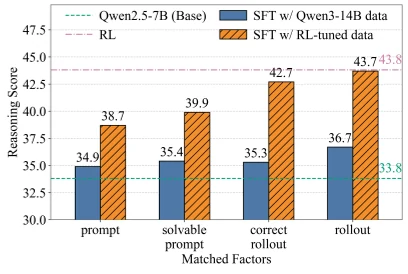 Qwen2.5-7B (Base)
RL
SFT w/ Qwen3-14B data
SFT w/ RL-tuned data
Reasoning Score
47.5
45.0
42.5
40.0
37.5
35.0
32.5
30.0
34.9
38.7
35.4
39.9
35.3
42.7
36.7
43.7
43.8
33.8
prompt
solvable
prompt
correct
rollout
rollout
Matched Factors